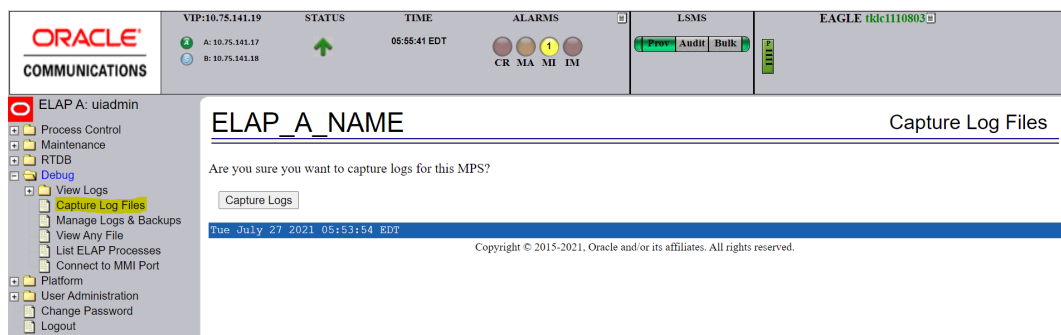 VIP:10.75.141.19 STATUS TIME ALARMS LSMS EAGLE tklc1110803
ORACLE
COMMUNICATIONS
A A: 10.75.141.17 05:55:41 EDT 1 Prov Audit Bulk P
S B: 10.75.141.18
CR MA MI IM
ELAP A: uiadmin
Process Control
Maintenance
RTDB
Debug
View Logs
Capture Log Files
Manage Logs & Backups
View Any File
List ELAP Processes
Connect to MMI Port
Platform
User Administration
Change Password
Logout
ELAP_A_NAME Capture Log Files
Are you sure you want to capture logs for this MPS?
Capture Logs
Tue July 27 2021 05:53:54 EDT
Copyright © 2015-2021, Oracle and/or its affiliates. All rights reserved.